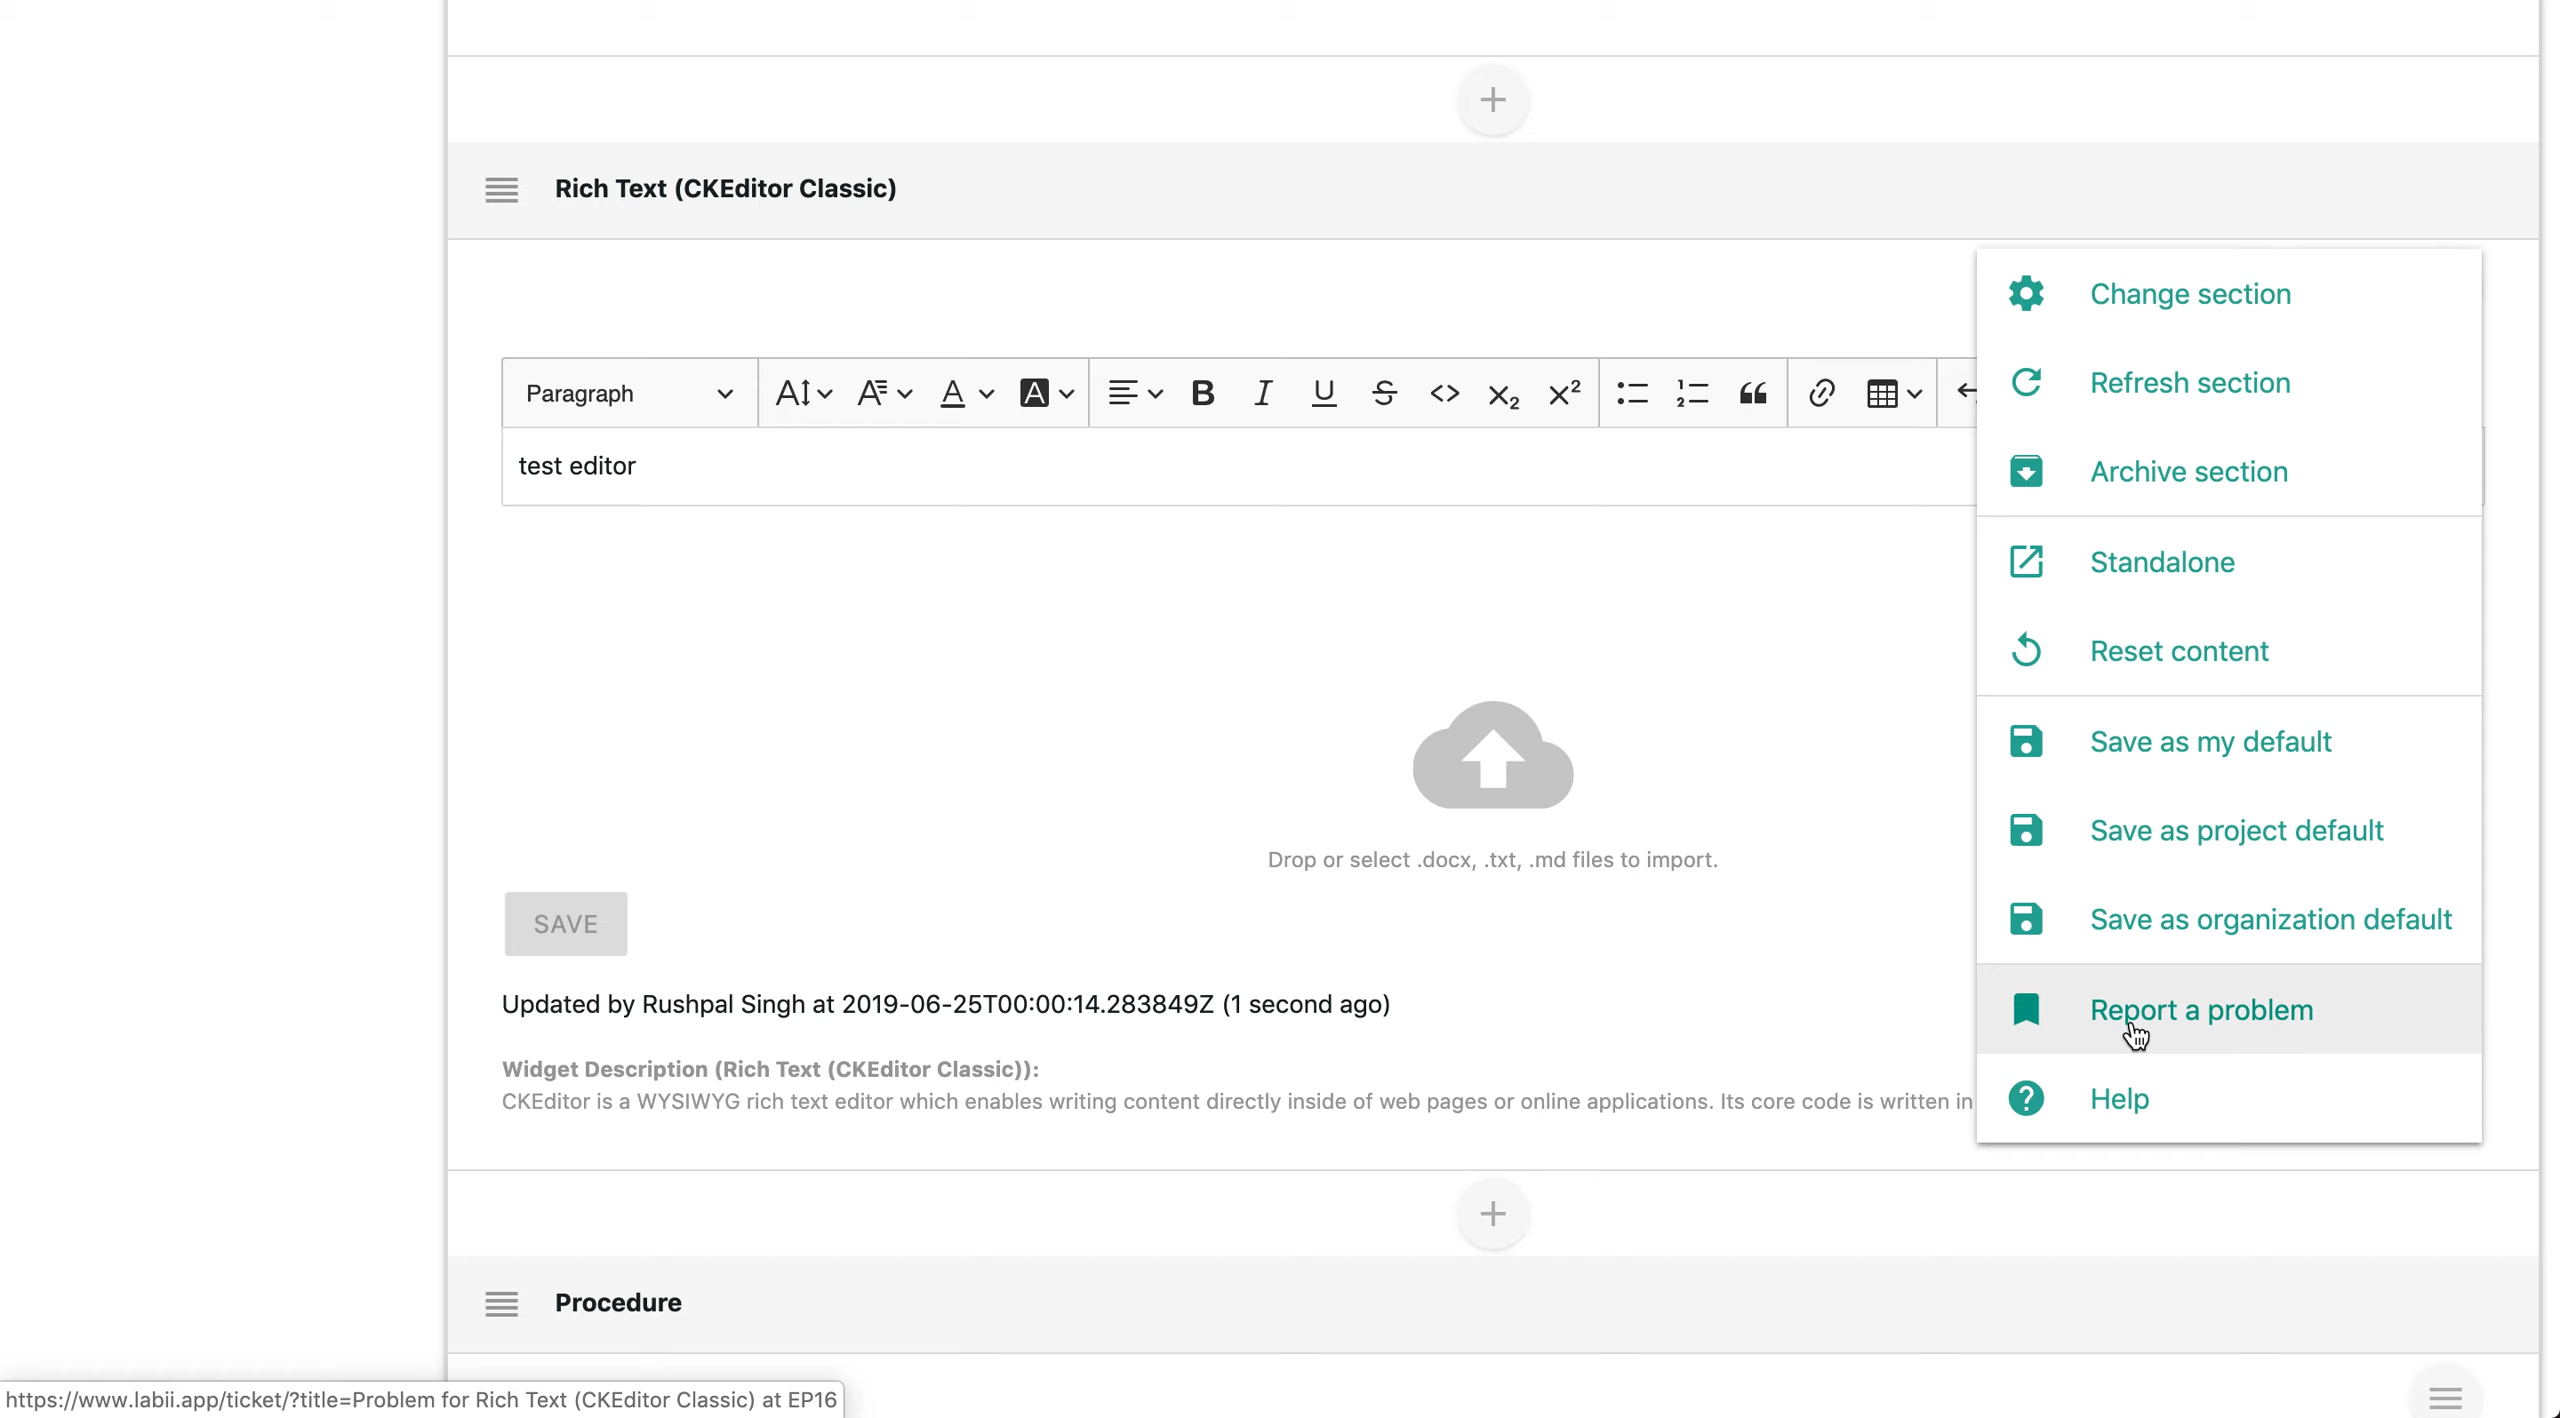 Rich Text (CKEditor Classic)
Change section
Refresh section
Paragraph
test editor
Archive section
Standalone
Reset content
Save as my default
Save as project default
Drop or select .docx, .txt, .md files to import.
SAVE
Save as organization default
Updated by Rushpal Singh at 2019-06-25T00:00:14.283849Z (1 second ago)
Report a problem
Widget Description (Rich Text (CKEditor Classic)):
CKEditor is a WYSIWYG rich text editor which enables writing content directly inside of web pages or online applications. Its core code is written in
Help
Procedure
https://www.labii.app/ticket/?title=Problem for Rich Text (CKEditor Classic) at EP16